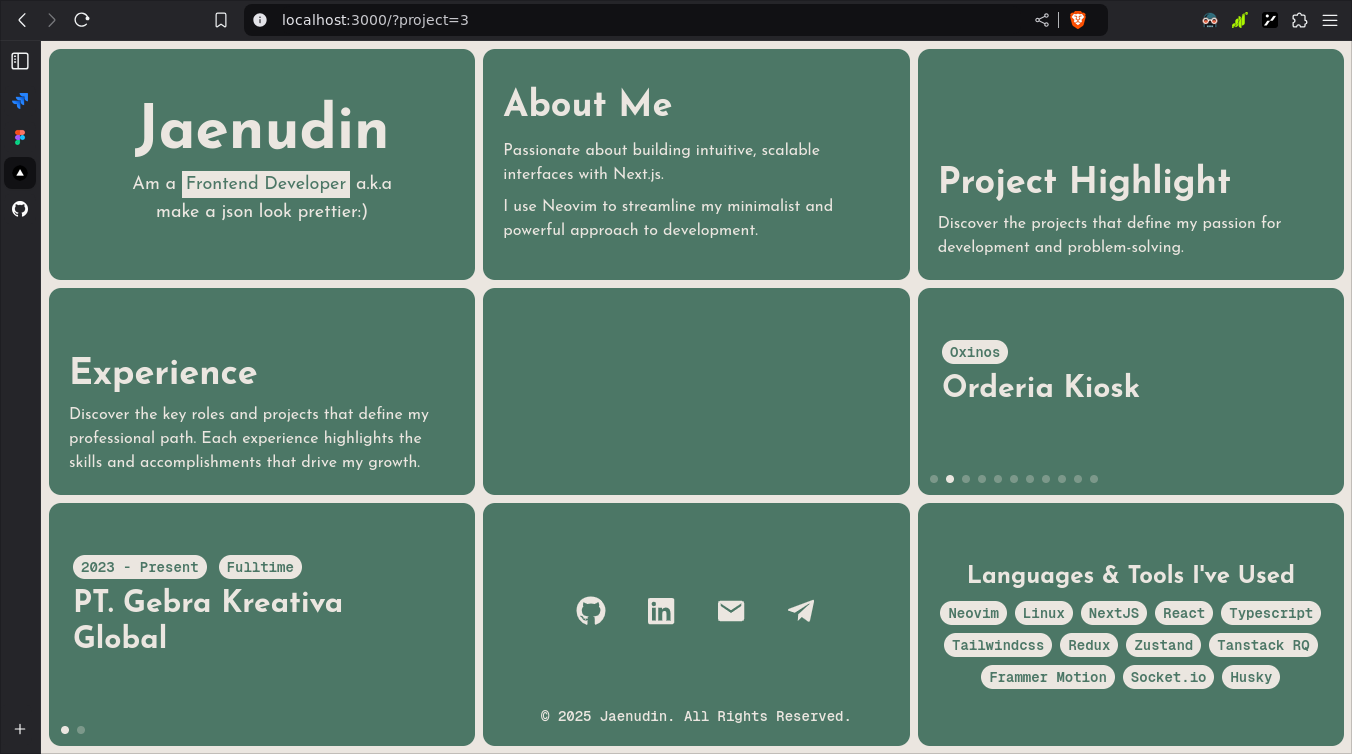 localhost:3000/?project=3
Jaenudin
Am a Frontend Developer a.k.a
make a json look prettier:)
About Me
Passionate about building intuitive, scalable
interfaces with Next.js.
I use Neovim to streamline my minimalist and
powerful approach to development.
Project Highlight
Discover the projects that define my passion for
development and problem-solving.
Experience
Discover the key roles and projects that define my
professional path. Each experience highlights the
skills and accomplishments that drive my growth.
Oxinos
Orderia Kiosk
2023 - Present Fulltime
PT. Gebra Kreativa
Global
© 2025 Jaenudin. All Rights Reserved.
Languages & Tools I've Used
Neovim Linux NextJS React Typescript
Tailwindcss Redux Zustand Tanstack RQ
Frammer Motion Socket.io Husky